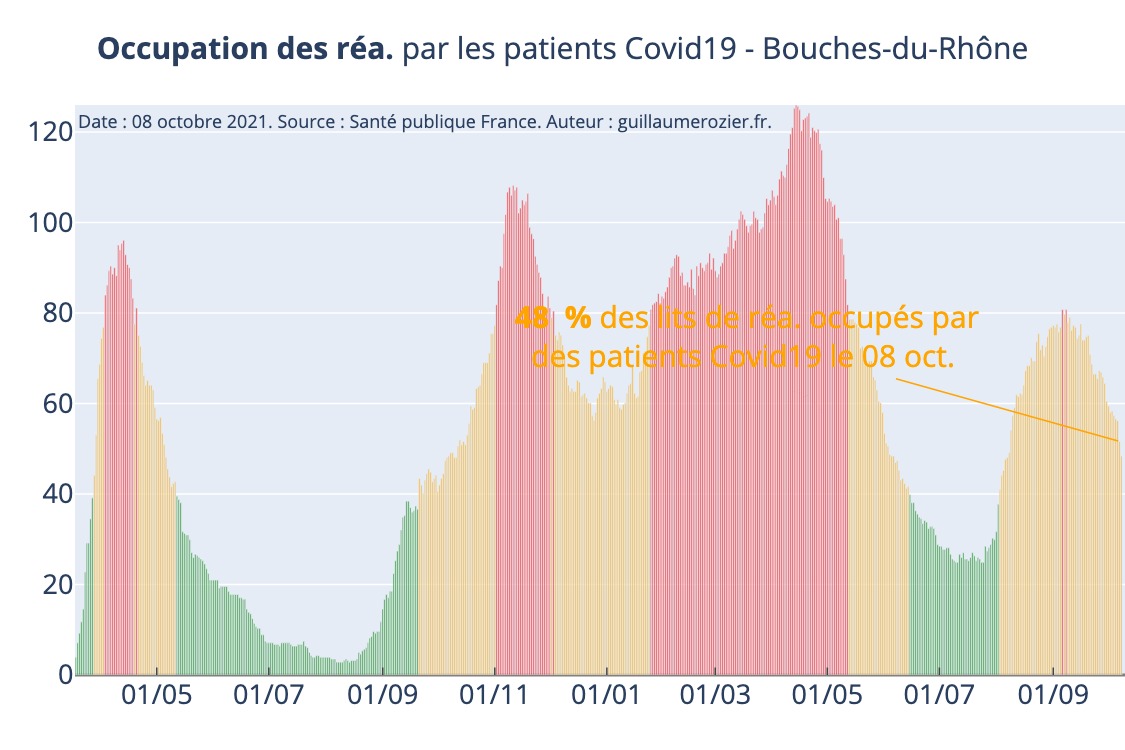 Occupation des réa. par les patients Covid19 - Bouches-du-Rhône
Date : 08 octobre 2021. Source : Santé publique France. Auteur : guillaumerozier.fr.
120
100
80
60
40
20
0
48 % des lits de réa. occupés par
des patients Covid19 le 08 oct.
01/05 01/07 01/09 01/11 01/01 01/03 01/05 01/07 01/09